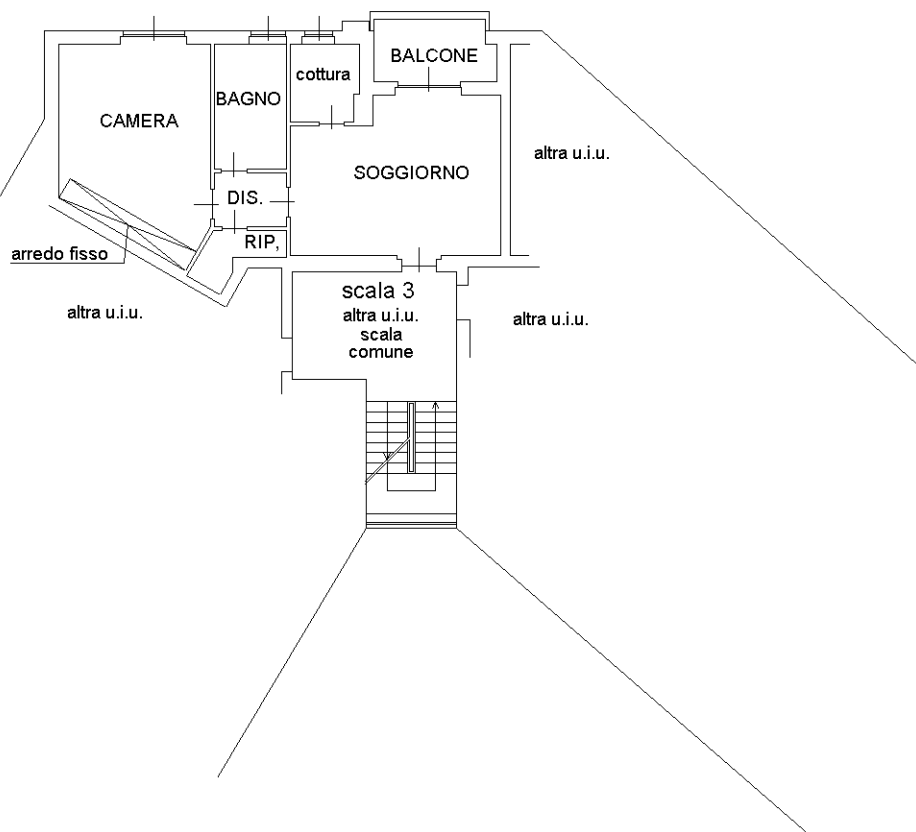 BALCONE
cottura
BAGNO
CAMERA
altra u.i.u.
SOGGIORNO
DIS.
RIP,
arredo fisso
scala 3
altra u.i.u.
altra u.i.u.
scala
comune
altra u.i.u.